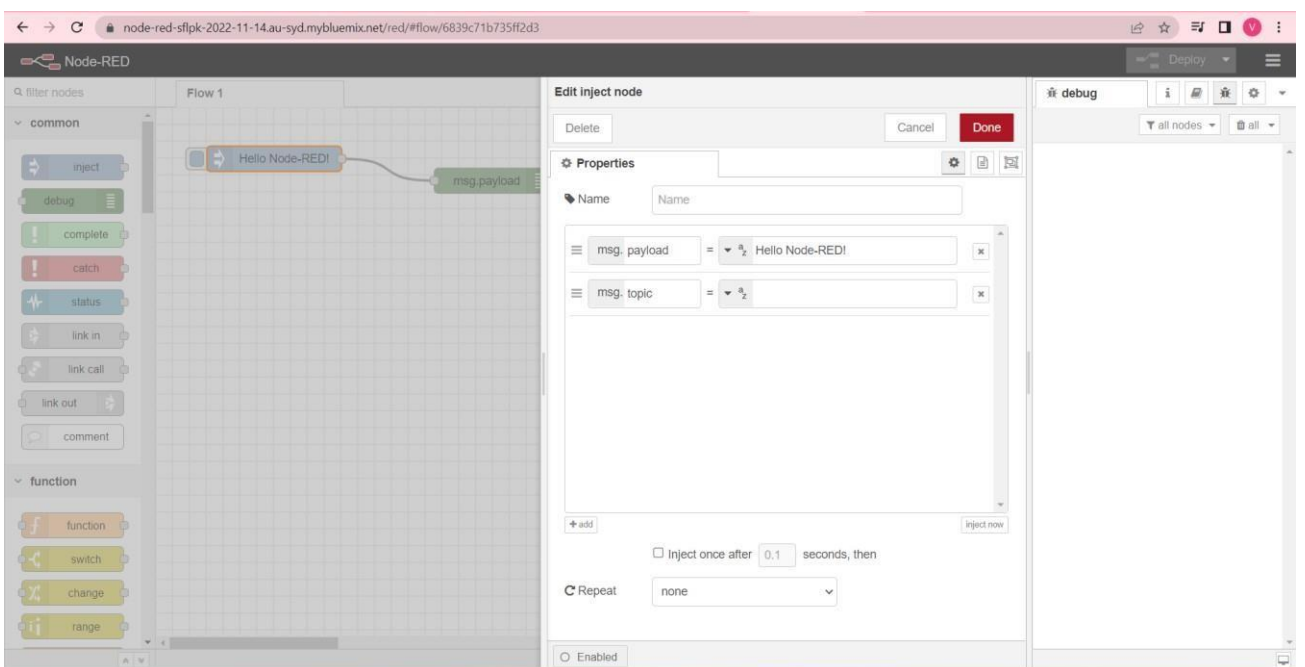 node-red-sflpk-2022-11-14.au-syd.mybluemix.net/red/#flow/6839c71b735ff2d3
V
Node-RED
Deploy
filter nodes
Flow 1
Edit inject node
debug
i
common
Delete
Cancel
Done
all nodes
all
inject
Hello Node-RED!
Properties
debug
msg.payload
Name
Name
complete
msg. payload = az Hello Node-RED!
catch
status
msg. topic = az
link in
link call
link out
comment
function
function
add
inject now
switch
Inject once after 0.1 seconds, then
change
Repeat none
range
Enabled